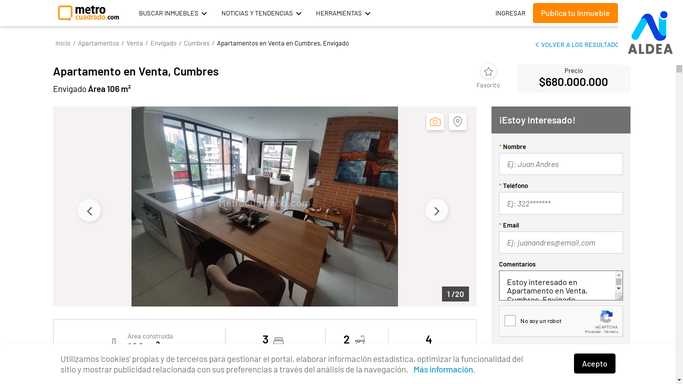 metro
cuadrado.com
BUSCAR INMUEBLES
NOTICIAS Y TENDENCIAS
HERRAMIENTAS
INGRESAR
Publica tu Inmueble
AI
ALDEA
Inicio / Apartamentos / Venta / Envigado / Cumbres / Apartamentos en Venta en Cumbres, Envigado
< VOLVER A LOS RESULTADO
Apartamento en Venta, Cumbres
Envigado Área 106 m²
Favorito
Precio
$680.000.000
1 / 20
¡Estoy Interesado!
* Nombre
Ej: Juan Andres
* Teléfono
Ej: 322*******
* Email
Ej: juanandres@email.com
Comentarios
Estoy interesado en
Apartamento en Venta,
Cumbres, Envigado
No soy un robot
reCAPTCHA
Privacidad - Términos
Área construida
3
2
4
Utilizamos 'cookies' propias y de terceros para gestionar el portal, elaborar información estadística, optimizar la funcionalidad del
sitio y mostrar publicidad relacionada con sus preferencias a través del análisis de la navegación. Más información.
Acepto